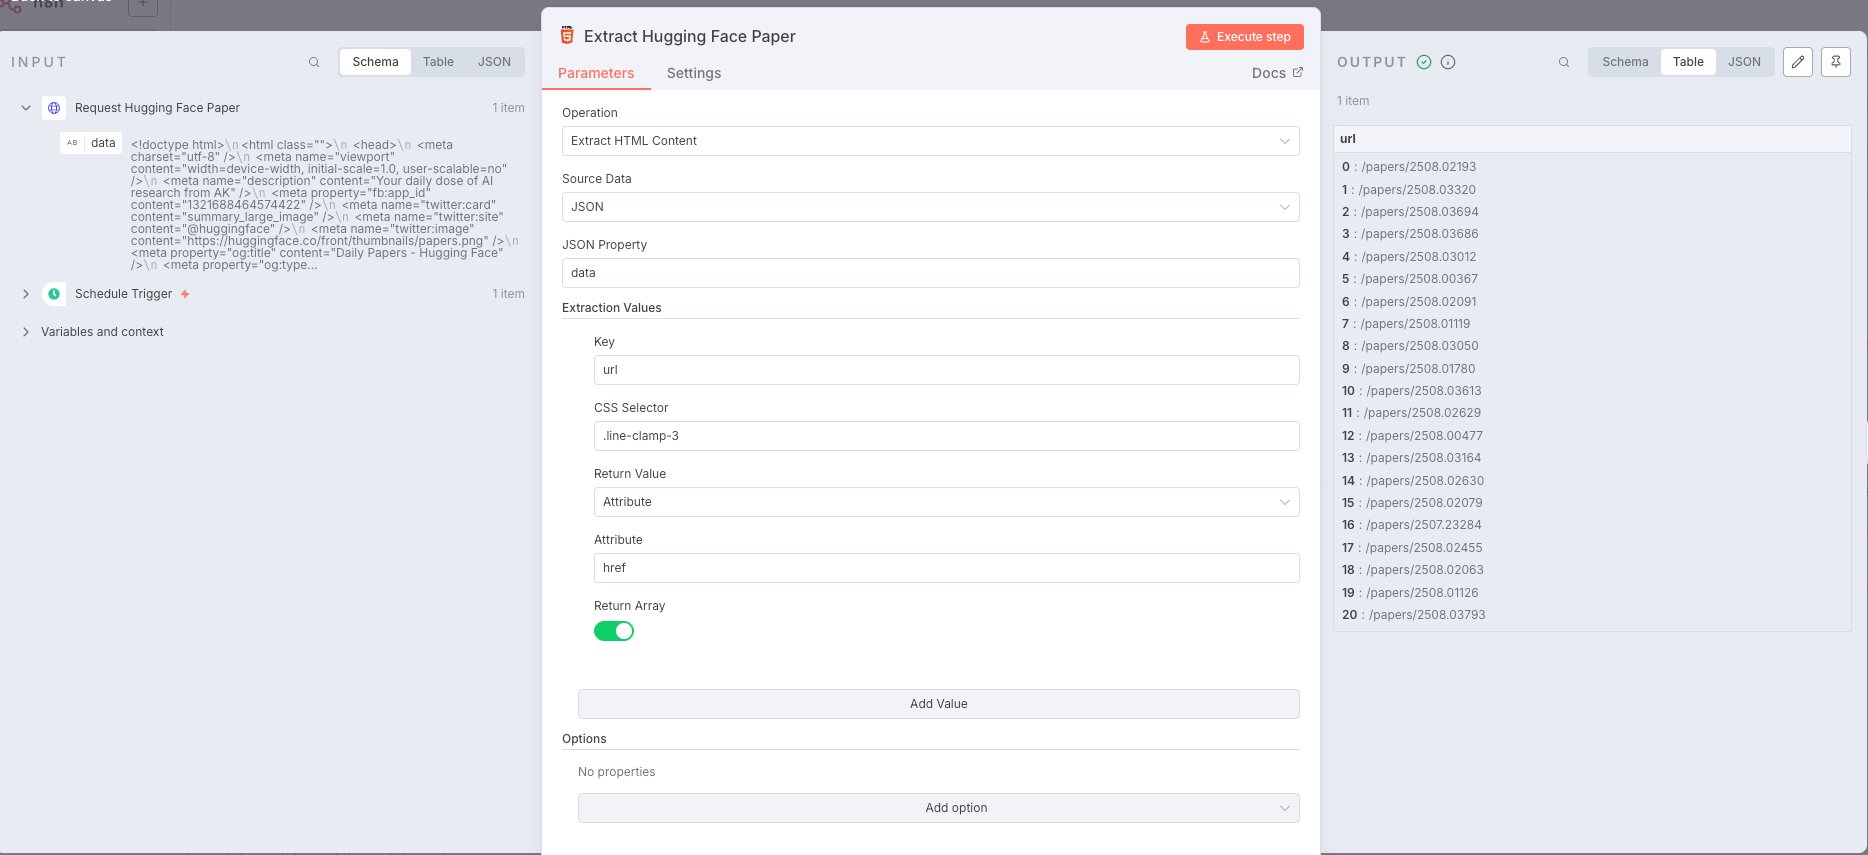 Extract Hugging Face Paper
Execute step
Parameters
Settings
Docs
INPUT
Schema
Table
JSON
Request Hugging Face Paper
1 item
AB
data
<!doctype html>\n<html class="">\n <head>\n <meta
charset="utf-8" />\n <meta name="viewport"
content="width=device-width, initial-scale=1.0, user-scalable=no"
/>\n <meta name="description" content="Your daily dose of AI
research from AK" />\n <meta property="fb:app_id"
content="1321688464574422" />\n <meta name="twitter:card"
content="summary_large_image" />\n <meta name="twitter:site"
content="@huggingface" />\n <meta name="twitter:image"
content="https://huggingface.co/front/thumbnails/papers.png" />\n
<meta property="og:title" content="Daily Papers - Hugging Face"
/>\n <meta property="og:type...
Schedule Trigger
1 item
Variables and context
Operation
Extract HTML Content
Source Data
JSON
JSON Property
data
Extraction Values
Key
url
CSS Selector
.line-clamp-3
Return Value
Attribute
Attribute
href
Return Array
Add Value
Options
No properties
Add option
OUTPUT
Schema
Table
JSON
1 item
url
0 : /papers/2508.02193
1 : /papers/2508.03320
2 : /papers/2508.03694
3 : /papers/2508.03686
4 : /papers/2508.03012
5 : /papers/2508.00367
6 : /papers/2508.02091
7 : /papers/2508.01119
8 : /papers/2508.03050
9 : /papers/2508.01780
10 : /papers/2508.03613
11 : /papers/2508.02629
12 : /papers/2508.00477
13 : /papers/2508.03164
14 : /papers/2508.02630
15 : /papers/2508.02079
16 : /papers/2507.23284
17 : /papers/2508.02455
18 : /papers/2508.02063
19 : /papers/2508.01126
20 : /papers/2508.03793